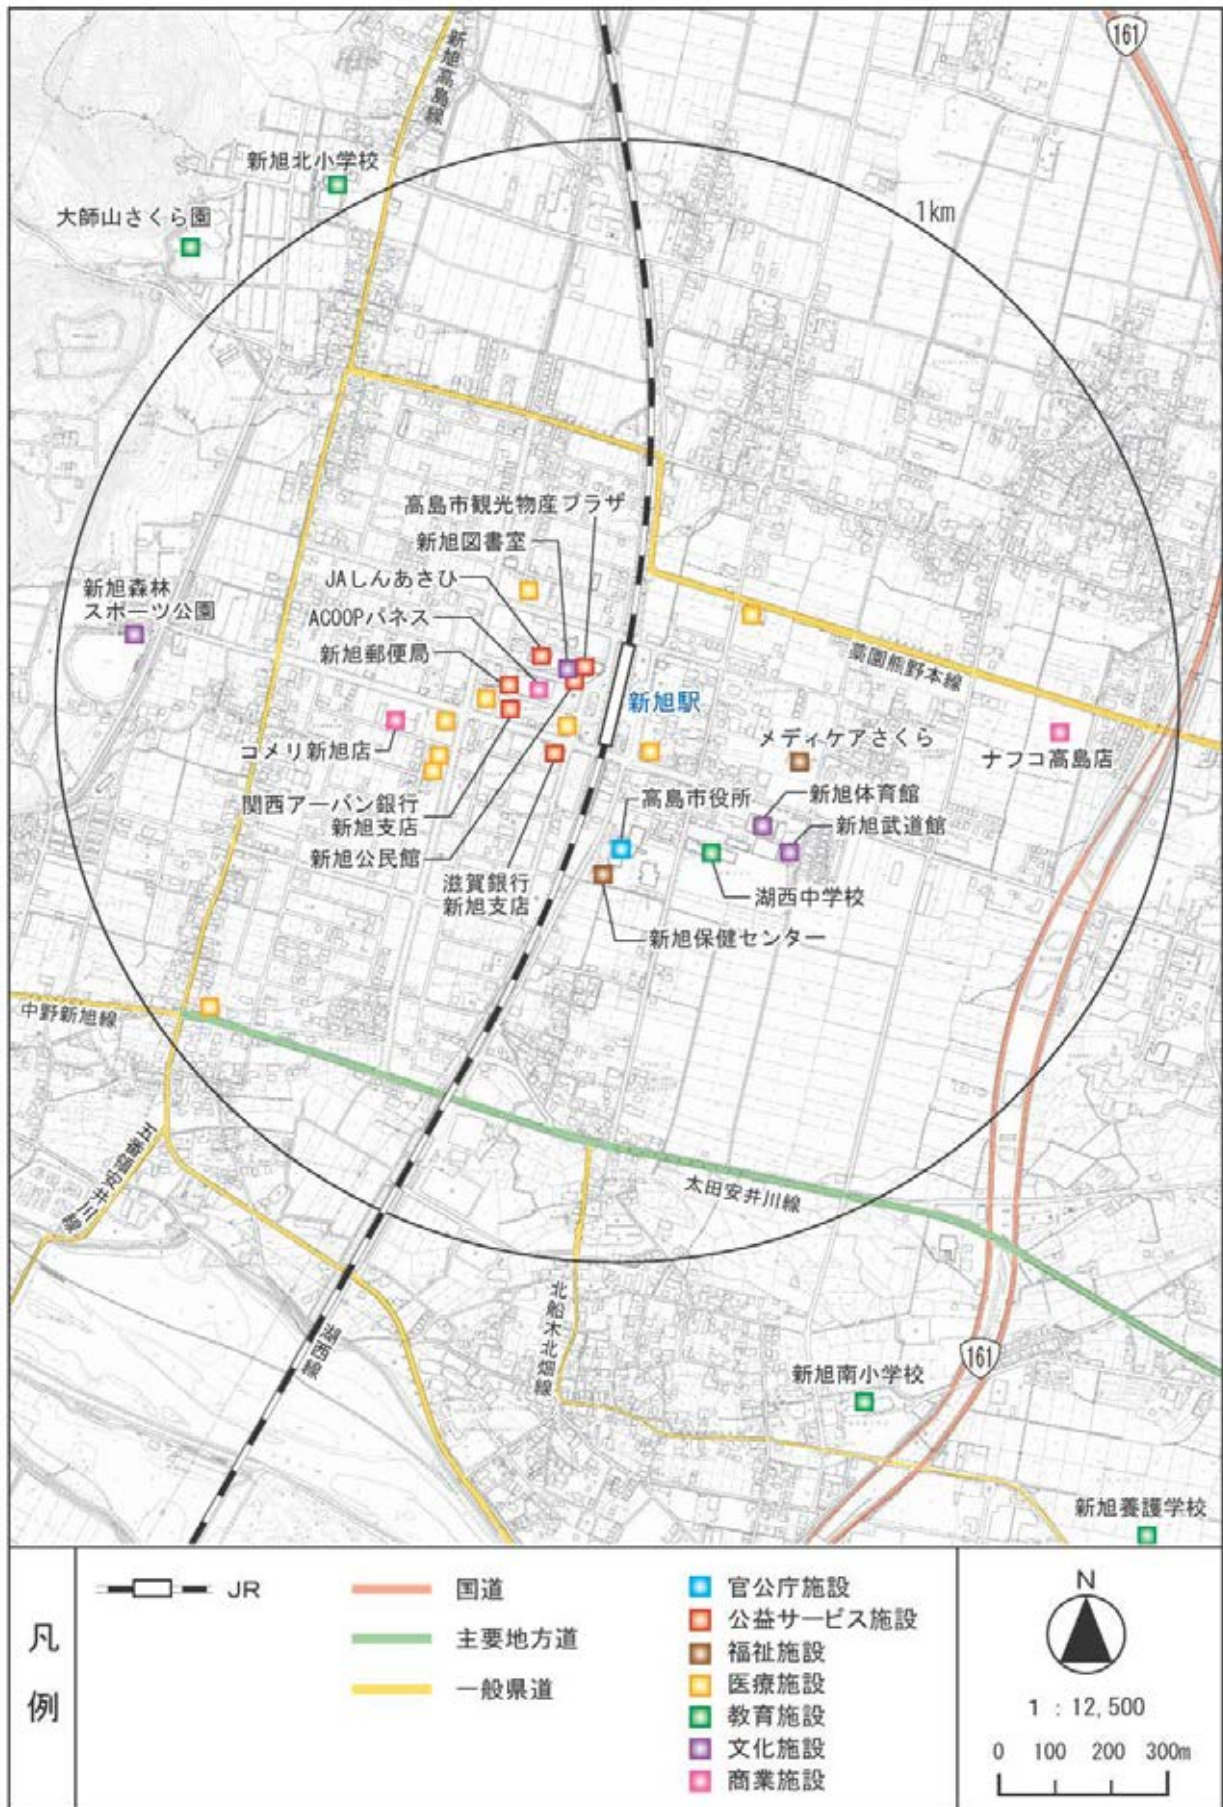 161
新旭高島線
新旭北小学校
大師山さくら園
1km
高島市観光物産プラザ
新旭図書室
JAしんあさひ
ACOOPパネス
新旭郵便局
新旭森林
スポーツ公園
薬園熊野本線
新旭駅
コメリ新旭店
メディケアさくら
ナフコ高島店
関西アーバン銀行
新旭支店
高島市役所
新旭体育館
新旭武道館
新旭公民館
滋賀銀行
新旭支店
湖西中学校
新旭保健センター
中野新旭線
五番領安井川線
太田安井川線
北船木北畑線
湖西線
161
新旭南小学校
新旭養護学校
凡例
JR
国道
主要地方道
一般県道
官公庁施設
公益サービス施設
福祉施設
医療施設
教育施設
文化施設
商業施設
N
1 : 12,500
0 100 200 300m